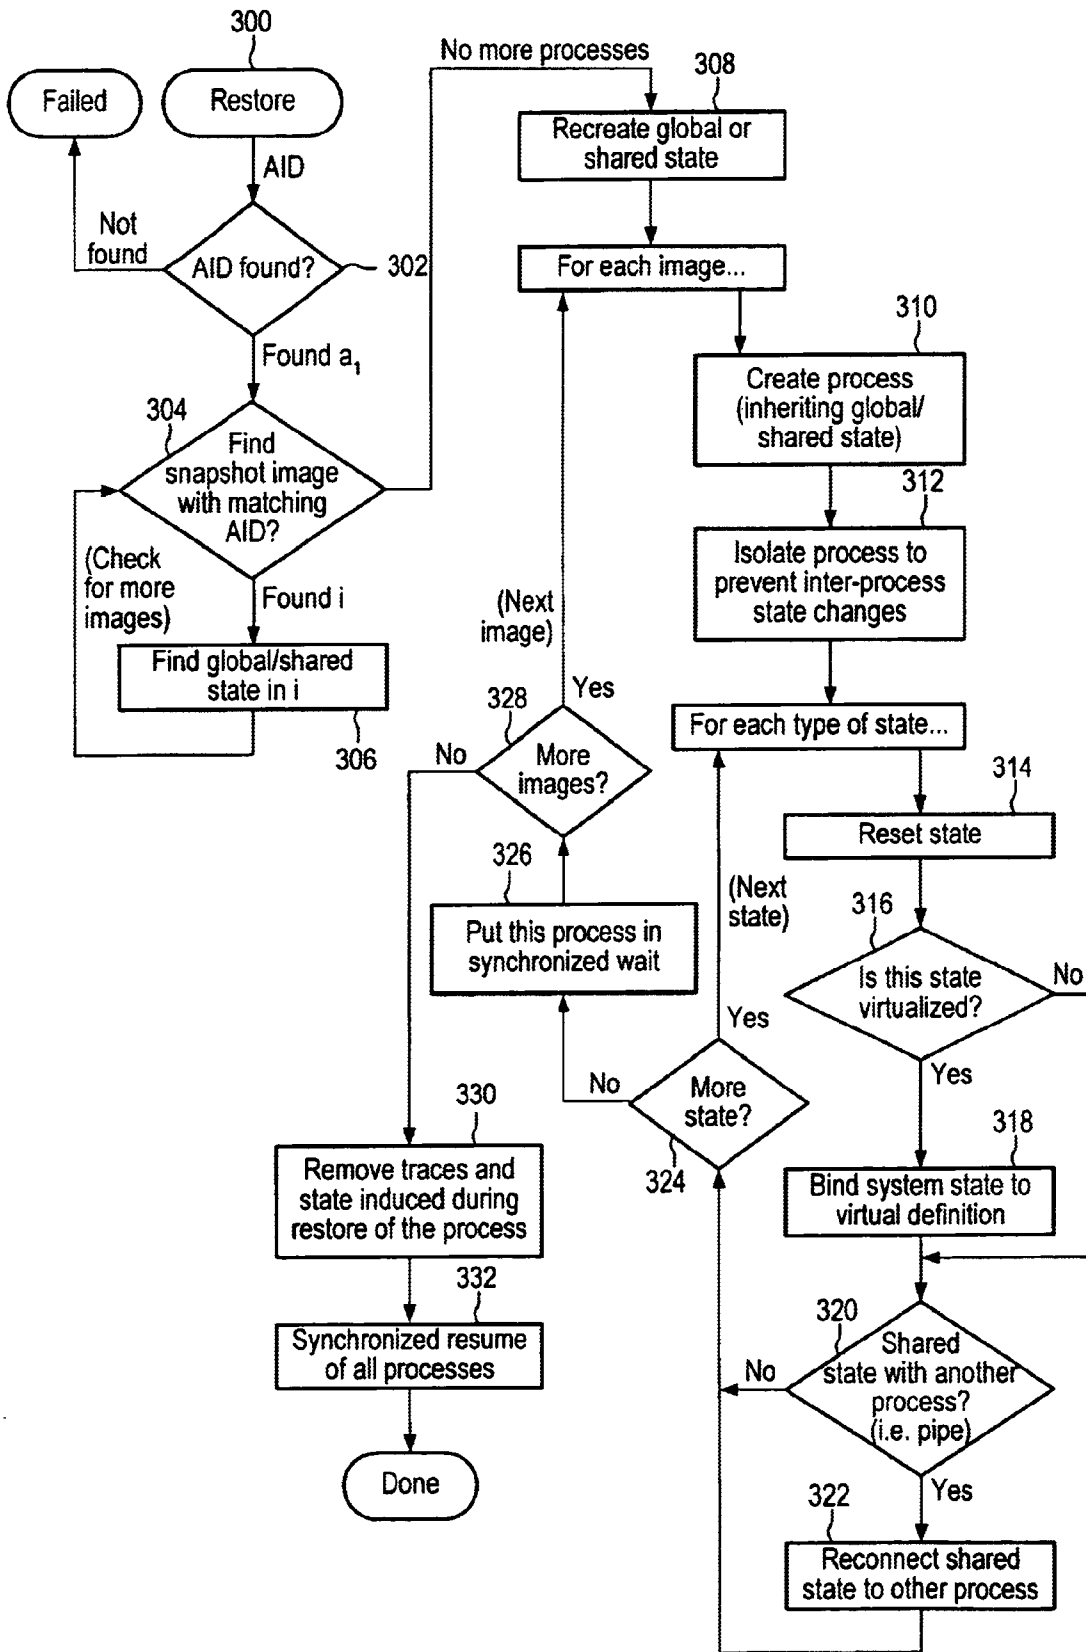 300
Failed
Restore
AID
Not
found
AID found?
302
Found a1
304
Find
snapshot image
with matching
AID?
(Check
for more
images)
Found i
Find global/shared
state in i
306
No more processes
308
Recreate global or
shared state
For each image...
310
Create process
(inheriting global/
shared state)
312
Isolate process to
prevent inter-process
state changes
For each type of state...
314
Reset state
316
Is this state
virtualized?
No
Yes
318
Bind system state to
virtual definition
320
Shared
state with another
process?
(i.e. pipe)
No
Yes
322
Reconnect shared
state to other process
(Next
state)
Yes
More
state?
324
No
326
Put this process in
synchronized wait
328
More
images?
Yes
(Next
image)
No
330
Remove traces and
state induced during
restore of the process
332
Synchronized resume
of all processes
Done